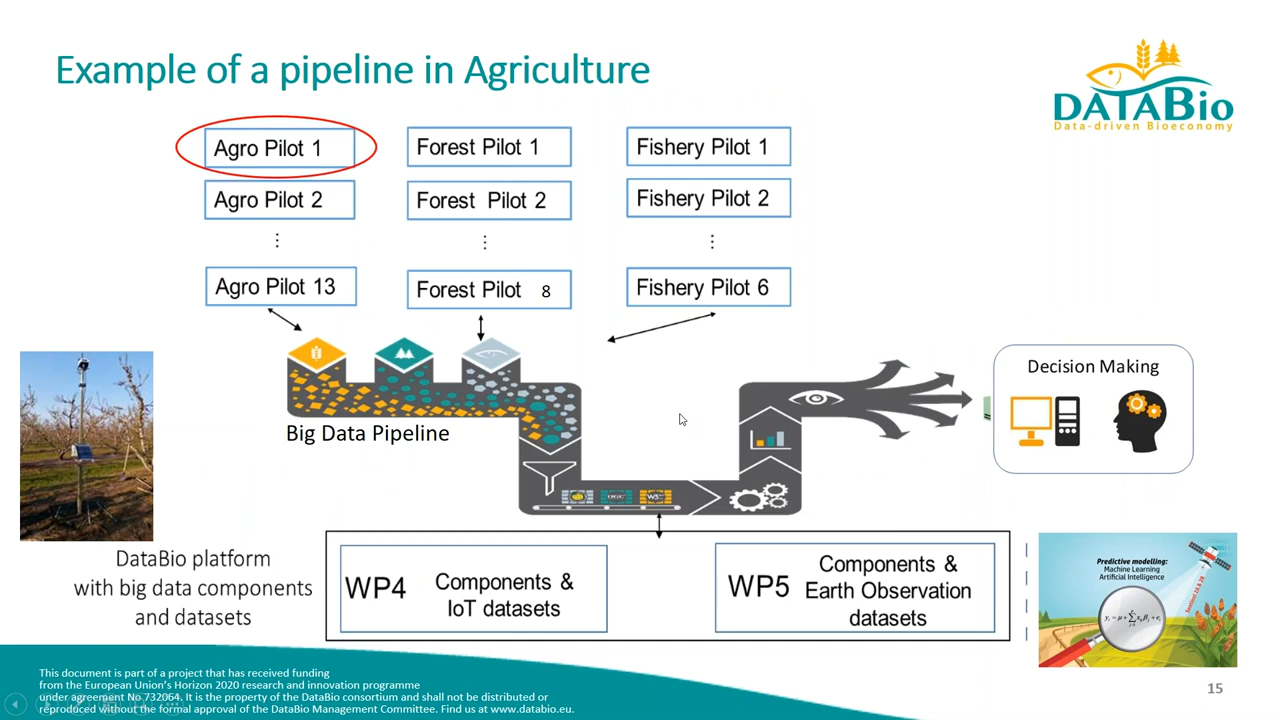 Example of a pipeline in Agriculture
DATABio
Data-driven Bioeconomy
Agro Pilot 1
Forest Pilot 1
Fishery Pilot 1
Agro Pilot 2
Forest Pilot 2
Fishery Pilot 2
Agro Pilot 13
Forest Pilot 8
Fishery Pilot 6
Big Data Pipeline
Decision Making
DataBio platform
with big data components
and datasets
WP4
Components &
IoT datasets
WP5
Components &
Earth Observation
datasets
Predictive modelling:
Machine Learning
Artificial Intelligence
This document is part of a project that has received funding
from the European Union's Horizon 2020 research and innovation programme
under agreement No 732064. It is the property of the DataBio consortium and shall not be distributed or
reproduced without the formal approval of the DataBio Management Committee. Find us at www.databio.eu.
15